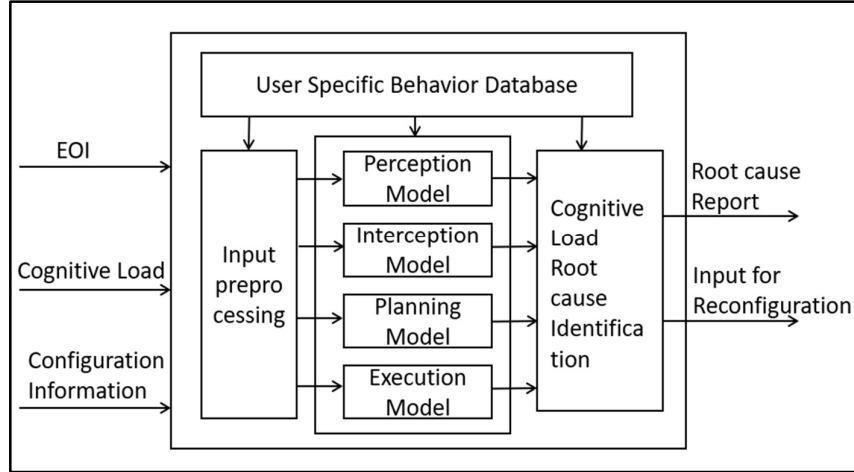 User Specific Behavior Database
EOI
Cognitive Load
Configuration
Information
Input
prepro
cessing
Perception
Model
Interception
Model
Planning
Model
Execution
Model
Cognitive
Load
Root
cause
Identifica
tion
Root cause
Report
Input for
Reconfiguration